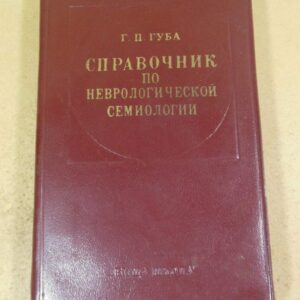 Г. П. ГУБА
СПРАВОЧНИК
ПО
НЕВРОЛОГИЧЕСКОЙ
СЕМИОЛОГИИ